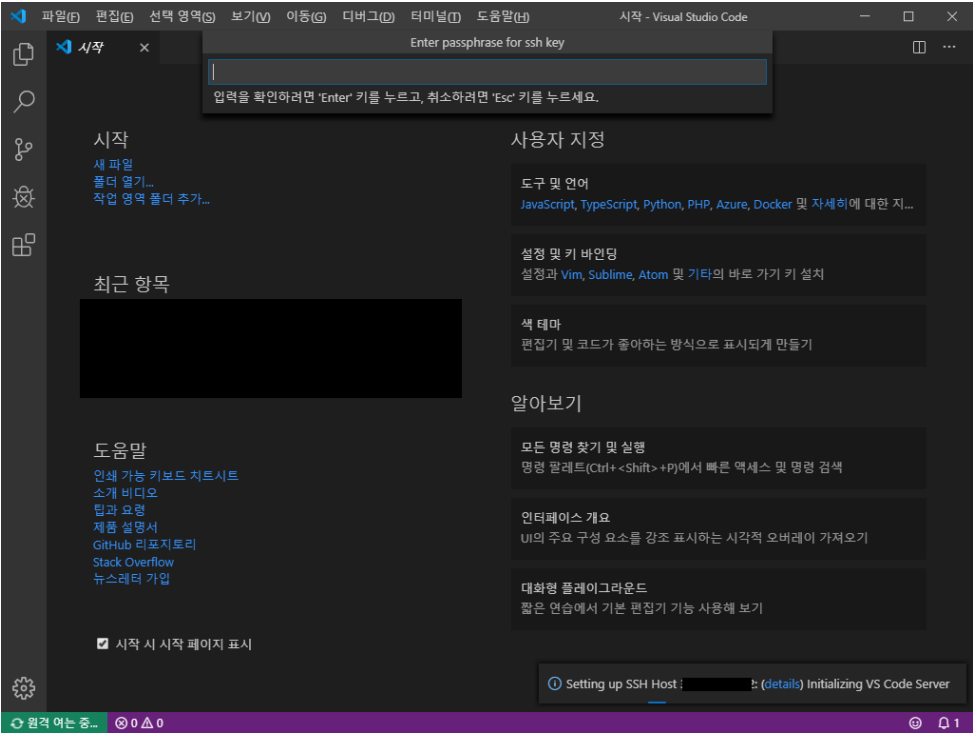 파일(F) 편집(E) 선택 영역(S) 보기(V) 이동(G) 디버그(D) 터미널(T) 도움말(H) 시작 - Visual Studio Code
시작
Enter passphrase for ssh key
입력을 확인하려면 'Enter' 키를 누르고, 취소하려면 'Esc' 키를 누르세요.
시작
새 파일
폴더 열기...
작업 영역 폴더 추가...
최근 항목
도움말
인쇄 가능 키보드 치트시트
소개 비디오
팁과 요령
제품 설명서
GitHub 리포지토리
Stack Overflow
뉴스레터 가입
시작 시 시작 페이지 표시
사용자 지정
도구 및 언어
JavaScript, TypeScript, Python, PHP, Azure, Docker 및 자세히에 대한 지...
설정 및 키 바인딩
설정과 Vim, Sublime, Atom 및 기타의 바로 가기 키 설치
색 테마
편집기 및 코드가 좋아하는 방식으로 표시되게 만들기
알아보기
모든 명령 찾기 및 실행
명령 팔레트(Ctrl+<Shift>+P)에서 빠른 액세스 및 명령 검색
인터페이스 개요
UI의 주요 구성 요소를 강조 표시하는 시각적 오버레이 가져오기
대화형 플레이그라운드
짧은 연습에서 기본 편집기 기능 사용해 보기
Setting up SSH Host : (details) Initializing VS Code Server
원격 여는 중... 0 0 1